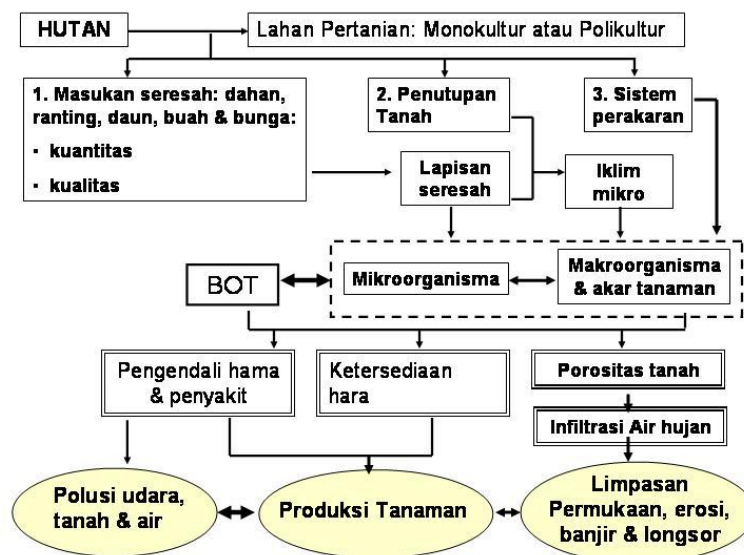 HUTAN
Lahan Pertanian: Monokultur atau Polikultur
1. Masukan seresah: dahan,
ranting, daun, buah & bunga:
- kuantitas
- kualitas
2. Penutupan
Tanah
3. Sistem
perakaran
Lapisan
seresah
Iklim
mikro
BOT
Mikroorganisma
Makroorganisma
& akar tanaman
Pengendali hama
& penyakit
Ketersediaan
hara
Porositas tanah
Infiltrasi Air hujan
Polusi udara,
tanah & air
Produksi Tanaman
Limpasan
Permukaan, erosi,
banjir & longsor